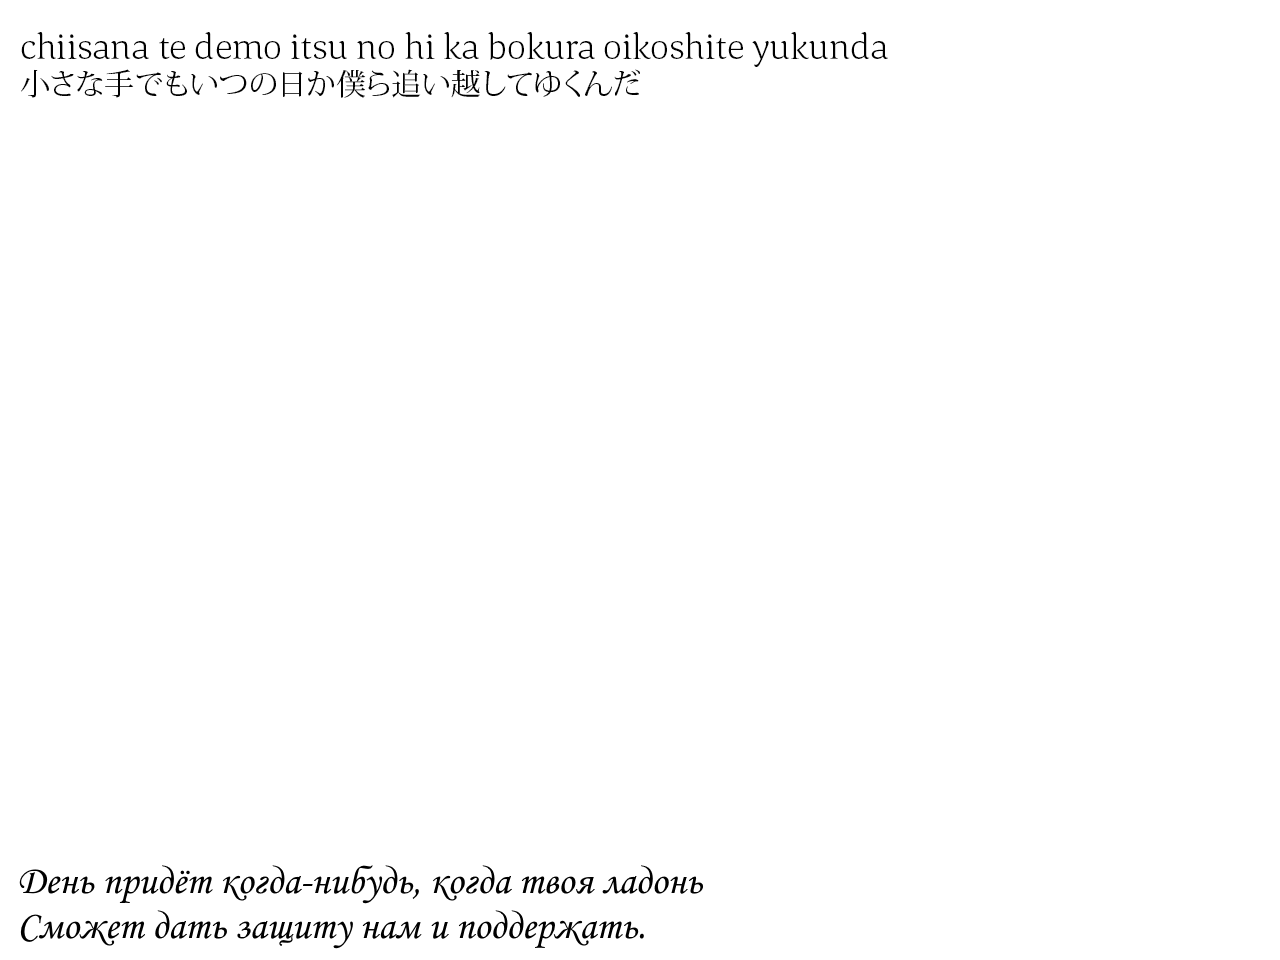 chiisana te demo itsu no hi ka bokura oikoshite yukunda
小さな手でもいつの日か僕ら追い越してゆくんだ
День придёт когда-нибудь, когда твоя ладонь
Сможет дать защиту нам и поддержать.